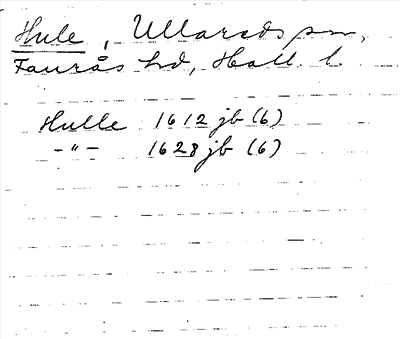 Hule, Ullareds sn,
Faurås hd, Hall. l.
Hulle 1612 jb (6)
-"- 1628 jb (6)